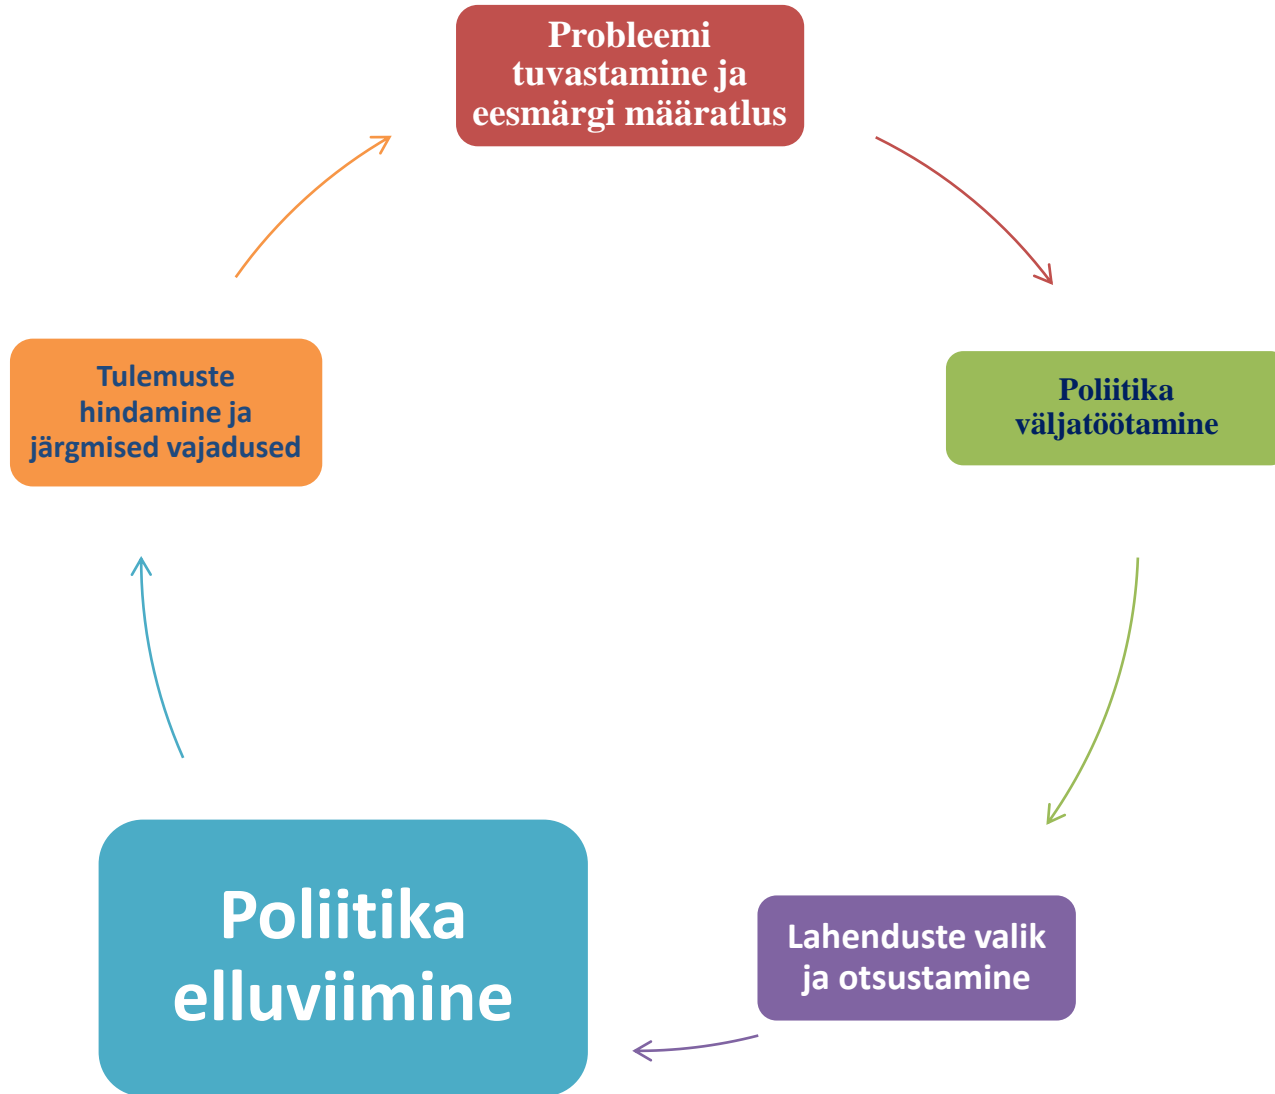 Probleemi
tuvastamine ja
eesmärgi määratlus
Poliitika
väljatöötamine
Lahenduste valik
ja otsustamine
Poliitika
elluviimine
Tulemuste
hindamine ja
järgmised vajadused